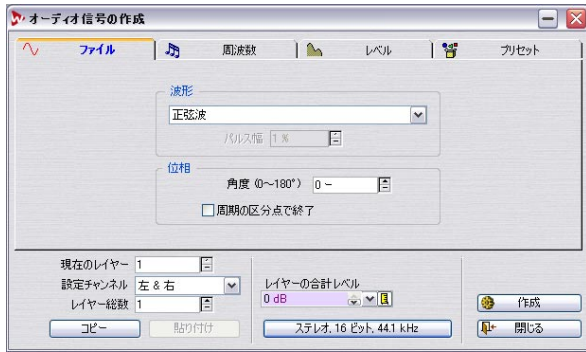 オーディオ信号の作成
ファイル 周波数 レベル プリセット
波形
正弦波
パルス幅 1 %
位相
角度 (0～180°) 0 ~
周期の区分点で終了
現在のレイヤー 1
設定チャンネル 左 & 右
レイヤー総数 1
コピー 貼り付け
レイヤーの合計レベル
0 dB
ステレオ, 16 ビット, 44.1 kHz
作成
閉じる